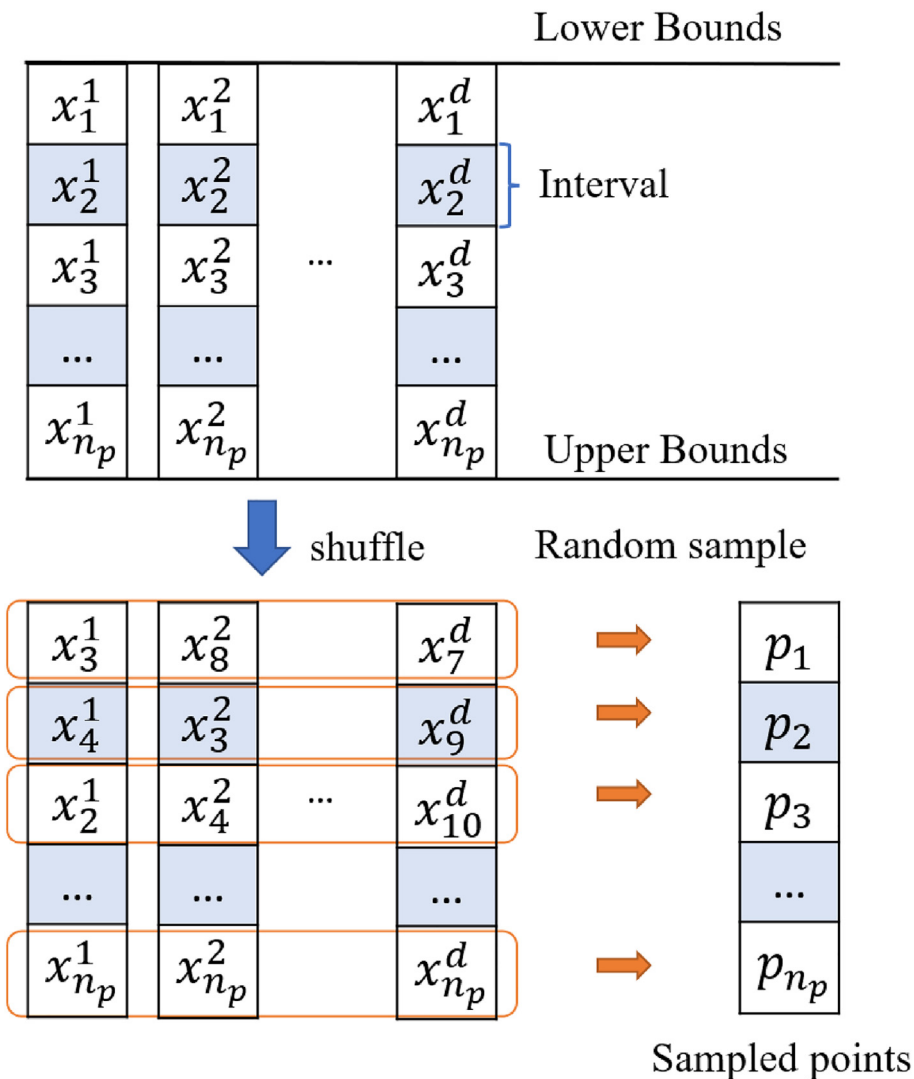 Lower Bounds
x_1^1 x_1^2 x_1^d
x_2^1 x_2^2 x_2^d Interval
x_3^1 x_3^2 ... x_3^d
... ... ...
x_{n_p}^1 x_{n_p}^2 x_{n_p}^d
Upper Bounds
shuffle Random sample
x_3^1 x_8^2 x_7^d p_1
x_4^1 x_3^2 x_9^d p_2
x_2^1 x_4^2 ... x_{10}^d p_3
... ... ... ...
x_{n_p}^1 x_{n_p}^2 x_{n_p}^d p_{n_p}
Sampled points